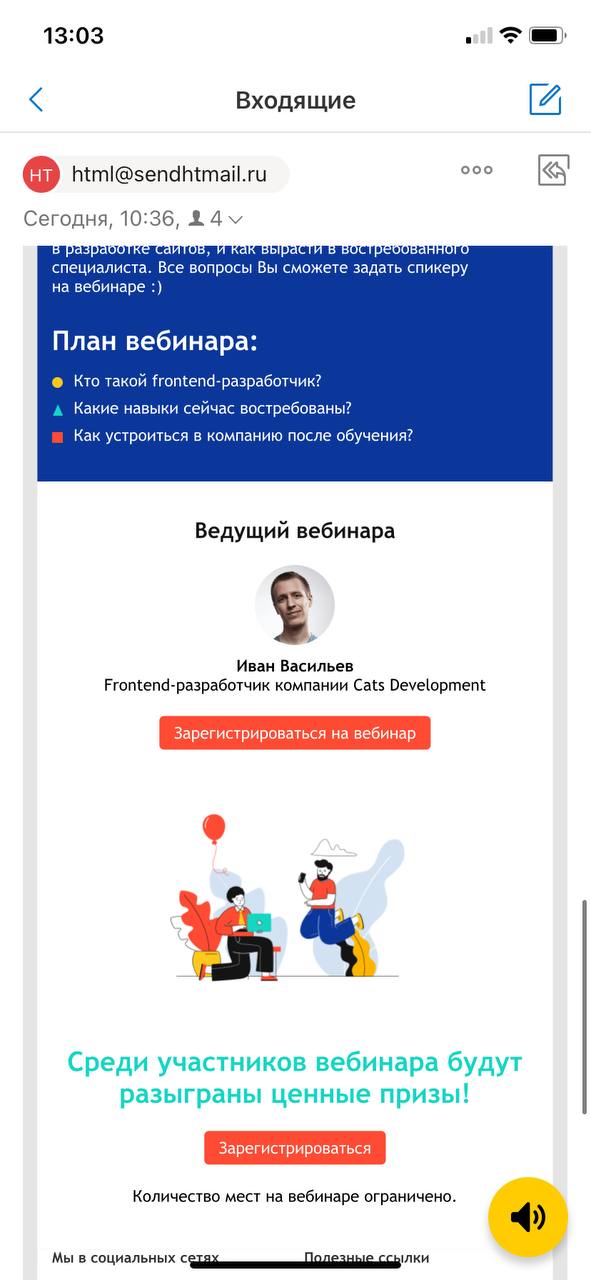 13:03
Входящие
HT html@sendhtmail.ru
Сегодня, 10:36, 4
в разработке сайтов, и как вырасти в востребованного
специалиста. Все вопросы Вы сможете задать спикеру
на вебинаре :)
План вебинара:
Кто такой frontend-разработчик?
Какие навыки сейчас востребованы?
Как устроиться в компанию после обучения?
Ведущий вебинара
Иван Васильев
Frontend-разработчик компании Cats Development
Зарегистрироваться на вебинар
Среди участников вебинара будут
разыграны ценные призы!
Зарегистрироваться
Количество мест на вебинаре ограничено.
Мы в социальных сетях Полезные ссылки